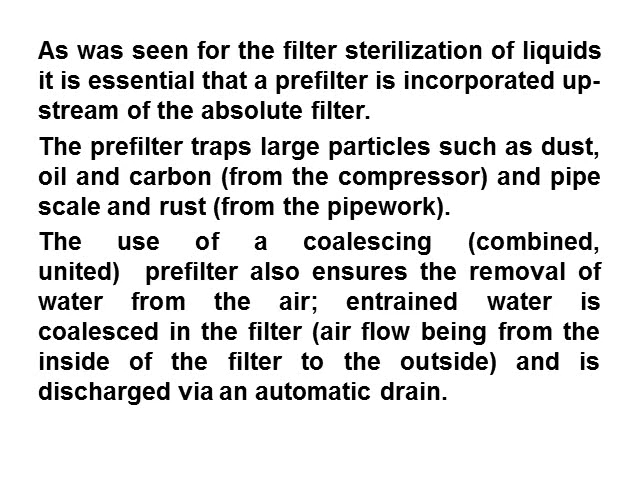 As was seen for the filter sterilization of liquids
it is essential that a prefilter is incorporated up-
stream of the absolute filter.
The prefilter traps large particles such as dust,
oil and carbon (from the compressor) and pipe
scale and rust (from the pipework).
The use of a coalescing (combined,
united) prefilter also ensures the removal of
water from the air; entrained water is
coalesced in the filter (air flow being from the
inside of the filter to the outside) and is
discharged via an automatic drain.